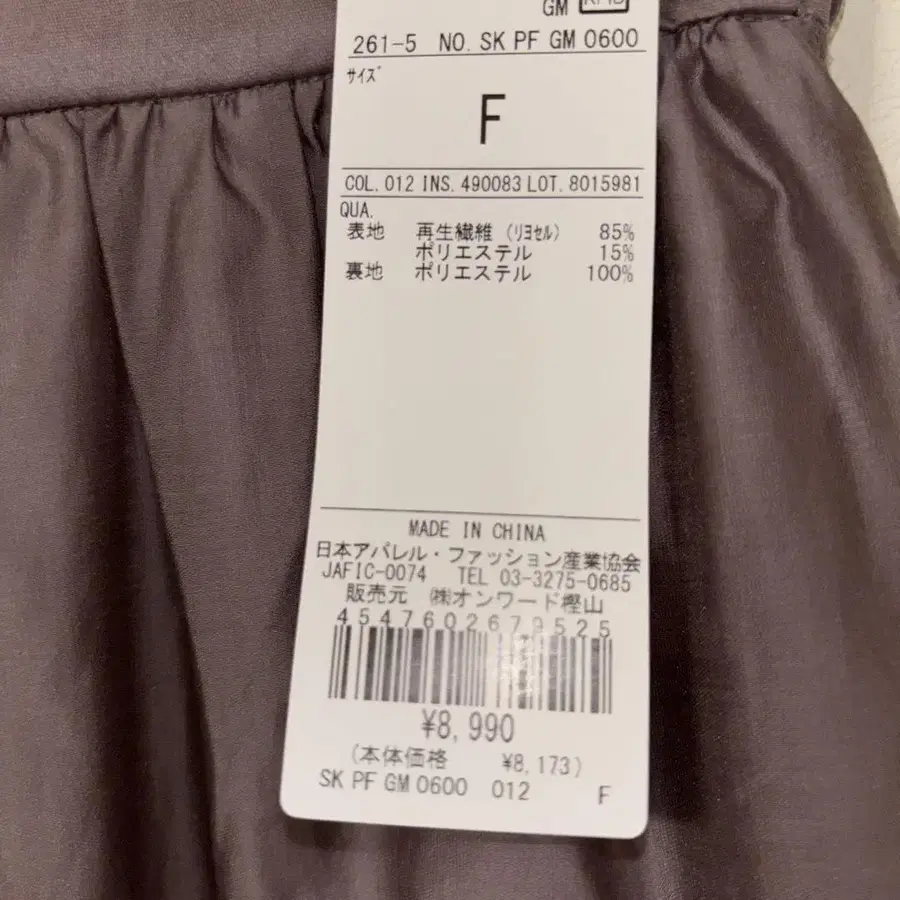 GM
261-5 NO. SK PF GM 0600
ｻｲｽﾞ
F
COL. 012 INS. 490083 LOT. 8015981
QUA.
表地 再生繊維 (ﾘﾖｾﾙ) 85%
ポリエステル 15%
裏地 ポリエステル 100%
MADE IN CHINA
日本アパレル・ファッション産業協会
JAFIC-0074 TEL 03-3275-0685
販売元 ㈱オンワード樫山
4547602679525
¥8,990
(本体価格 ¥8,173)
SK PF GM 0600 012 F